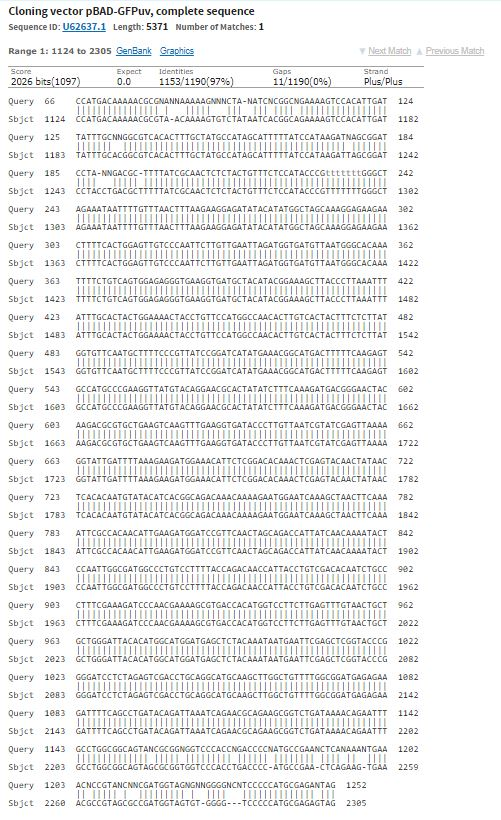 Cloning vector pBAD-GFPuv, complete sequence
Sequence ID: U62637.1 Length: 5371 Number of Matches: 1
Range 1: 1124 to 2305 GenBank Graphics ▼ Next Match ▲ Previous Match
Score Expect Identities Gaps Strand
2026 bits(1097) 0.0 1153/1190(97%) 11/1190(0%) Plus/Plus
Query 66 CCATGACAAAAACGCGNANNAAAAAGNNNCTA-NATCNCGGCNGAAAAGTCCACATTGAT 124
Sbjct 1124 CCATGACAAAAACGCGTA-ACAAAAGTGTCTATAATCACGGCAGAAAAGTCCACATTGAT 1182
Query 125 TATTTGCNNGGCGTCACACTTTGCTATGCCATAGCATTTTTATCCATAAGATNAGCGGAT 184
Sbjct 1183 TATTTGCACGGCGTCACACTTTGCTATGCCATAGCATTTTTATCCATAAGATTAGCGGAT 1242
Query 185 CCTA-NNGACGC-TTTTATCGCAACTCTCTACTGTTTCTCCATACCCGttttttttGGGCT 242
Sbjct 1243 CCTACCTGACGCTTTTTATCGCAACTCTCTACTGTTTCTCCATACCCGTTTTTTTGGGCT 1302
Query 243 AGAAATAATTTTGTTTAACTTTAAGAAGGAGATATACATATGGCTAGCAAAGGAGAAGAA 302
Sbjct 1303 AGAAATAATTTTGTTTAACTTTAAGAAGGAGATATACATATGGCTAGCAAAGGAGAAGAA 1362
Query 303 CTTTTCACTGGAGTTGTCCCAATTCTTGTTGAATTAGATGGTGATGTTAATGGGCACAAA 362
Sbjct 1363 CTTTTCACTGGAGTTGTCCCAATTCTTGTTGAATTAGATGGTGATGTTAATGGGCACAAA 1422
Query 363 TTTTCTGTCAGTGGAGAGGGTGAAGGTGATGCTACATACGGAAAGCTTACCCTTAAATTT 422
Sbjct 1423 TTTTCTGTCAGTGGAGAGGGTGAAGGTGATGCTACATACGGAAAGCTTACCCTTAAATTT 1482
Query 423 ATTTGCACTACTGGAAAACTACCTGTTCCATGGCCAACACTTGTCACTACTTTCTCTTAT 482
Sbjct 1483 ATTTGCACTACTGGAAAACTACCTGTTCCATGGCCAACACTTGTCACTACTTTCTCTTAT 1542
Query 483 GGTGTTCAATGCTTTTCCCGTTATCCGGATCATATGAAACGGCATGACTTTTTCAAGAGT 542
Sbjct 1543 GGTGTTCAATGCTTTTCCCGTTATCCGGATCATATGAAACGGCATGACTTTTTCAAGAGT 1602
Query 543 GCCATGCCCGAAGGTTATGTACAGGAACGCACTATATCTTTCAAAGATGACGGGAACTAC 602
Sbjct 1603 GCCATGCCCGAAGGTTATGTACAGGAACGCACTATATCTTTCAAAGATGACGGGAACTAC 1662
Query 603 AAGACGCGTGCTGAAGTCAAGTTTGAAGGTGATACCCTTGTTAATCGTATCGAGTTAAAA 662
Sbjct 1663 AAGACGCGTGCTGAAGTCAAGTTTGAAGGTGATACCCTTGTTAATCGTATCGAGTTAAAA 1722
Query 663 GGTATTGATTTTAAAGAAGATGGAAACATTCTCGGACACAAACTCGAGTACAACTATAAC 722
Sbjct 1723 GGTATTGATTTTAAAGAAGATGGAAACATTCTCGGACACAAACTCGAGTACAACTATAAC 1782
Query 723 TCACACAATGTATACATCACGGCAGACAAACAAAAGAATGGAATCAAAGCTAACTTCAAA 782
Sbjct 1783 TCACACAATGTATACATCACGGCAGACAAACAAAAGAATGGAATCAAAGCTAACTTCAAA 1842
Query 783 ATTCGCCACAACATTGAAGATGGATCCGTTCAACTAGCAGACCATTATCAACAAAATACT 842
Sbjct 1843 ATTCGCCACAACATTGAAGATGGATCCGTTCAACTAGCAGACCATTATCAACAAAATACT 1902
Query 843 CCAATTGGCGATGGCCCTGTCCTTTTACCAGACAACCATTACCTGTCGACACAATCTGCC 902
Sbjct 1903 CCAATTGGCGATGGCCCTGTCCTTTTACCAGACAACCATTACCTGTCGACACAATCTGCC 1962
Query 903 CTTTCGAAAGATCCCAACGAAAAGCGTGACCACATGGTCCTTCTTGAGTTTGTAACTGCT 962
Sbjct 1963 CTTTCGAAAGATCCCAACGAAAAGCGTGACCACATGGTCCTTCTTGAGTTTGTAACTGCT 2022
Query 963 GCTGGGATTACACATGGCATGGATGAGCTCTACAAATAATGAATTCGAGCTCGGTACCCG 1022
Sbjct 2023 GCTGGGATTACACATGGCATGGATGAGCTCTACAAATAATGAATTCGAGCTCGGTACCCG 2082
Query 1023 GGGATCCTCTAGAGTCGACCTGCAGGCATGCAAGCTTGGCTGTTTTGGCGGATGAGAGAA 1082
Sbjct 2083 GGGATCCTCTAGAGTCGACCTGCAGGCATGCAAGCTTGGCTGTTTTGGCGGATGAGAGAA 2142
Query 1083 GATTTTCAGCCTGATACAGATTAAATCAGAACGCAGAAGCGGTCTGATAAAACAGAATTT 1142
Sbjct 2143 GATTTTCAGCCTGATACAGATTAAATCAGAACGCAGAAGCGGTCTGATAAAACAGAATTT 2202
Query 1143 GCCTGGCGGCAGTANCGCGGNGGTCCCACCNGACCCCNATGCCGAANCTCANAAANTGAA 1202
Sbjct 2203 GCCTGGCGGCAGTAGCGCGGTGGTCCCACCTGACCCC-ATGCCGAA-CTCAGAAG-TGAA 2259
Query 1203 ACNCCGTANCNNCGATGGTAGNGNNGGGGNCNTCCCCCATGCGAGANTAG 1252
Sbjct 2260 ACGCCGTAGCGCCGATGGTAGTGT-GGGG---TCCCCCATGCGAGAGTAG 2305